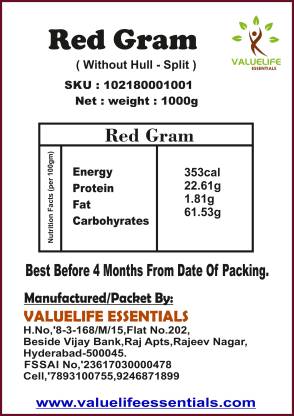 Red Gram
VALUELIFE
ESSENTIALS
( Without Hull - Split )
SKU : 102180001001
Net : weight : 1000g
Red Gram
Nutrition Facts (per 100gm)
Energy 353cal
Protein 22.61g
Fat 1.81g
Carbohyrates 61.53g
Best Before 4 Months From Date Of Packing.
Manufactured/Packet By:
VALUELIFE ESSENTIALS
H.No,'8-3-168/M/15,Flat No.202,
Beside Vijay Bank,Raj Apts,Rajeev Nagar,
Hyderabad-500045.
FSSAI No,'23617030000478
Cell,'7893100755,9246871899
www.valuelifeessentials.com